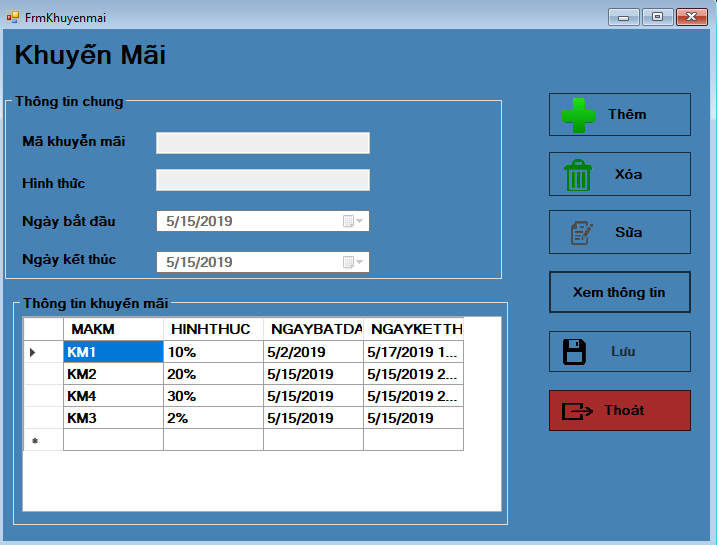 FrmKhuyenmai
Khuyến Mãi
Thông tin chung
Mã khuyến mãi
Hình thức
Ngày bắt đầu
5/15/2019
Ngày kết thúc
5/15/2019
Thêm
Xóa
Sửa
Xem thông tin
Lưu
Thoát
Thông tin khuyến mãi
MAKM HINHTHUC NGAYBATDA NGAYKETTH
KM1 10% 5/2/2019 5/17/2019 1...
KM2 20% 5/15/2019 5/15/2019 2...
KM4 30% 5/15/2019 5/15/2019 2...
KM3 2% 5/15/2019 5/15/2019